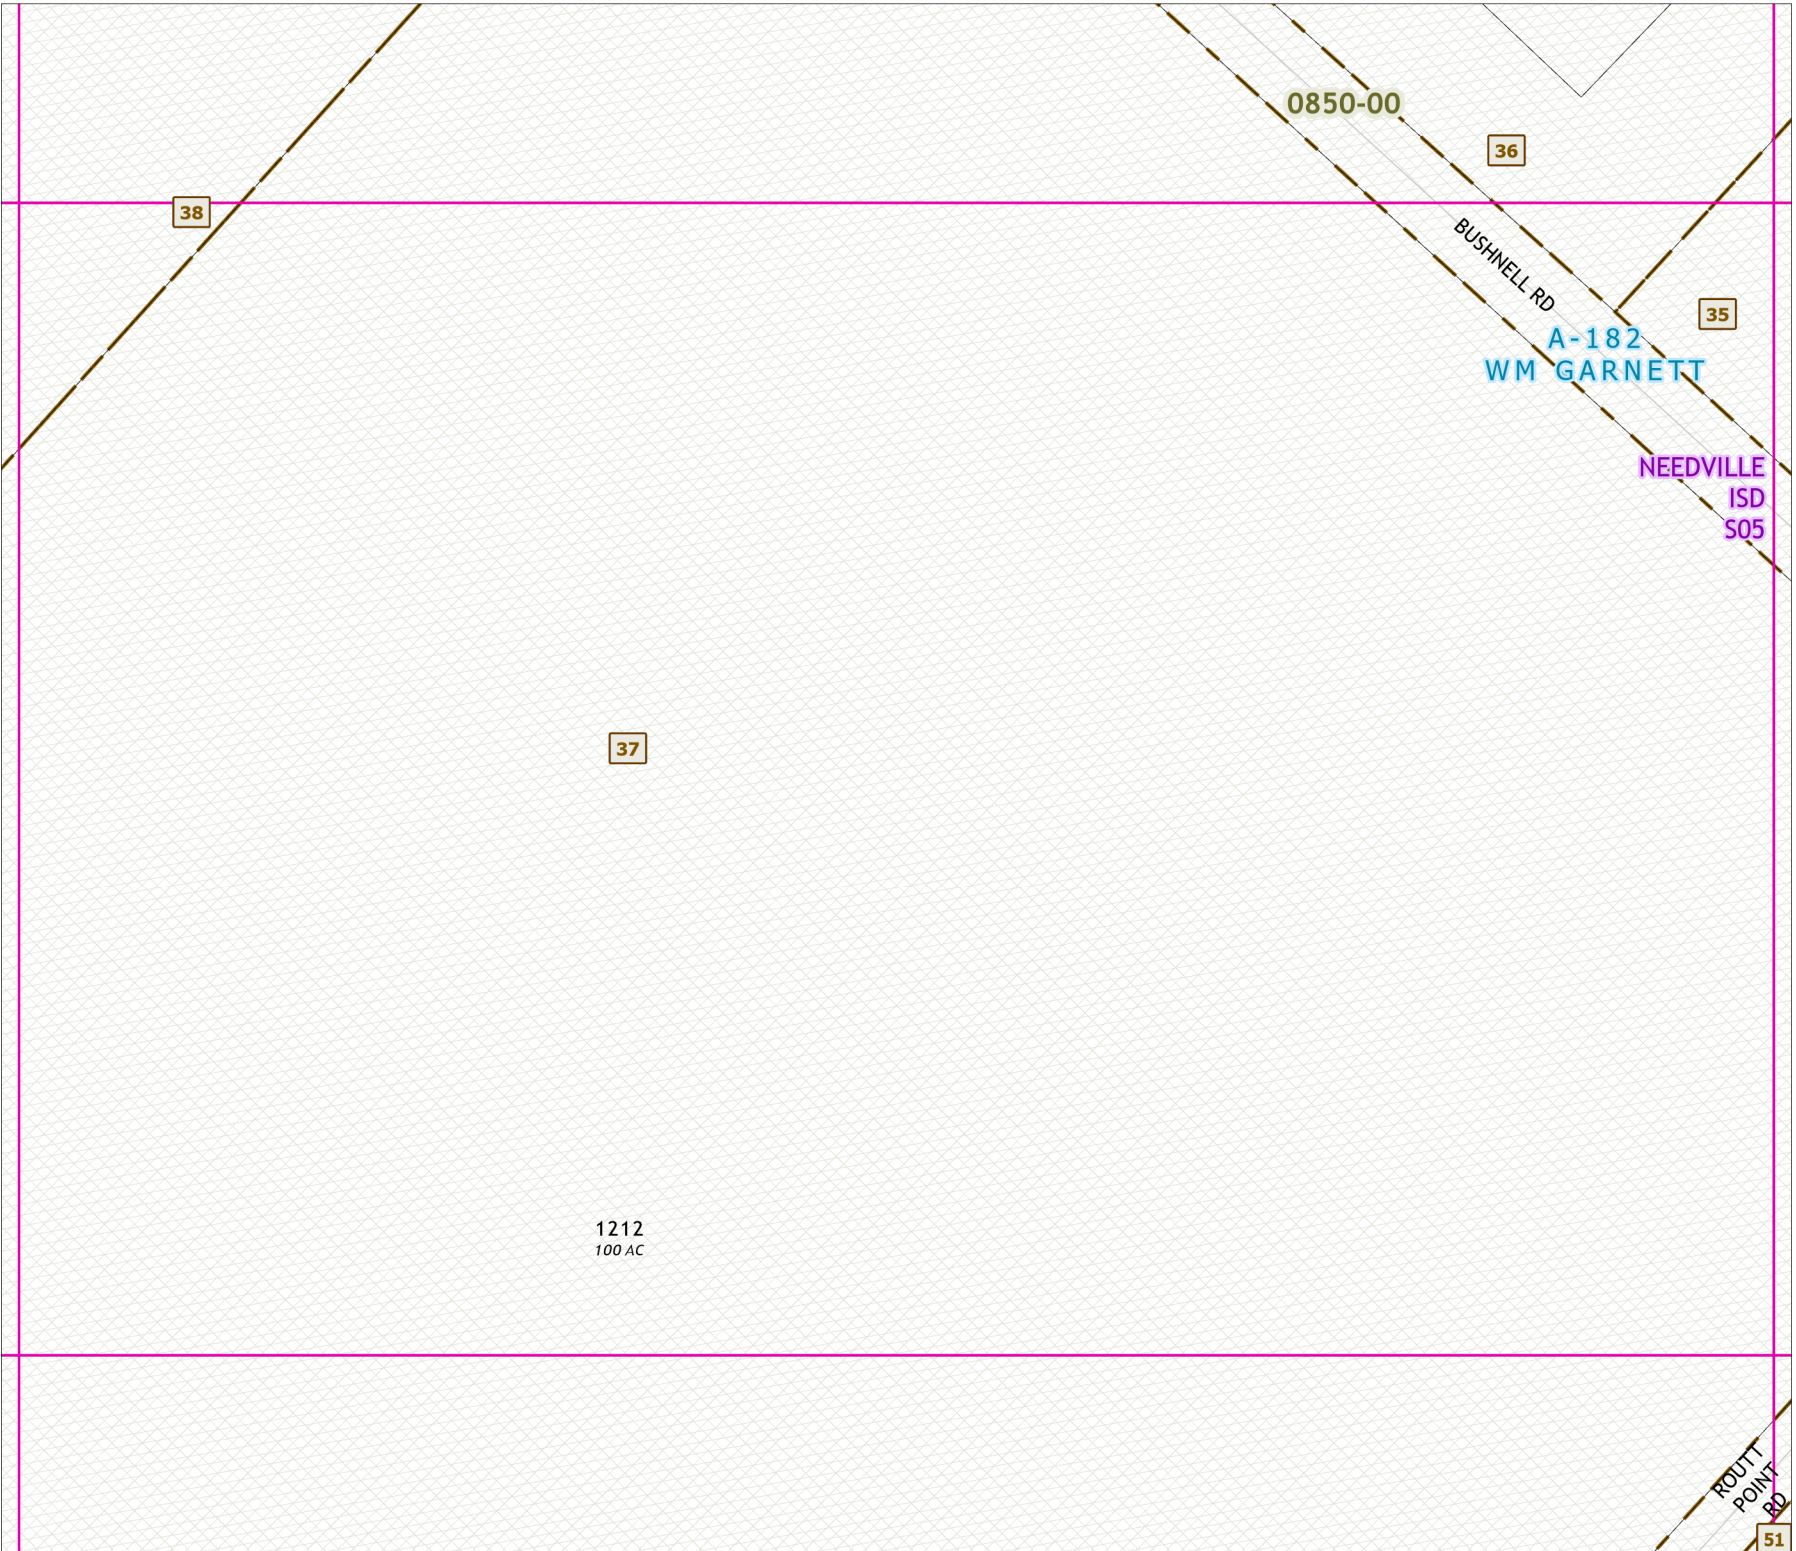 0850-00
36
38
BUSHNELL RD
35
A-182
WM GARNETT
NEEDVILLE
ISD
S05
37
1212
100 AC
ROUTT
POINT
RD
51